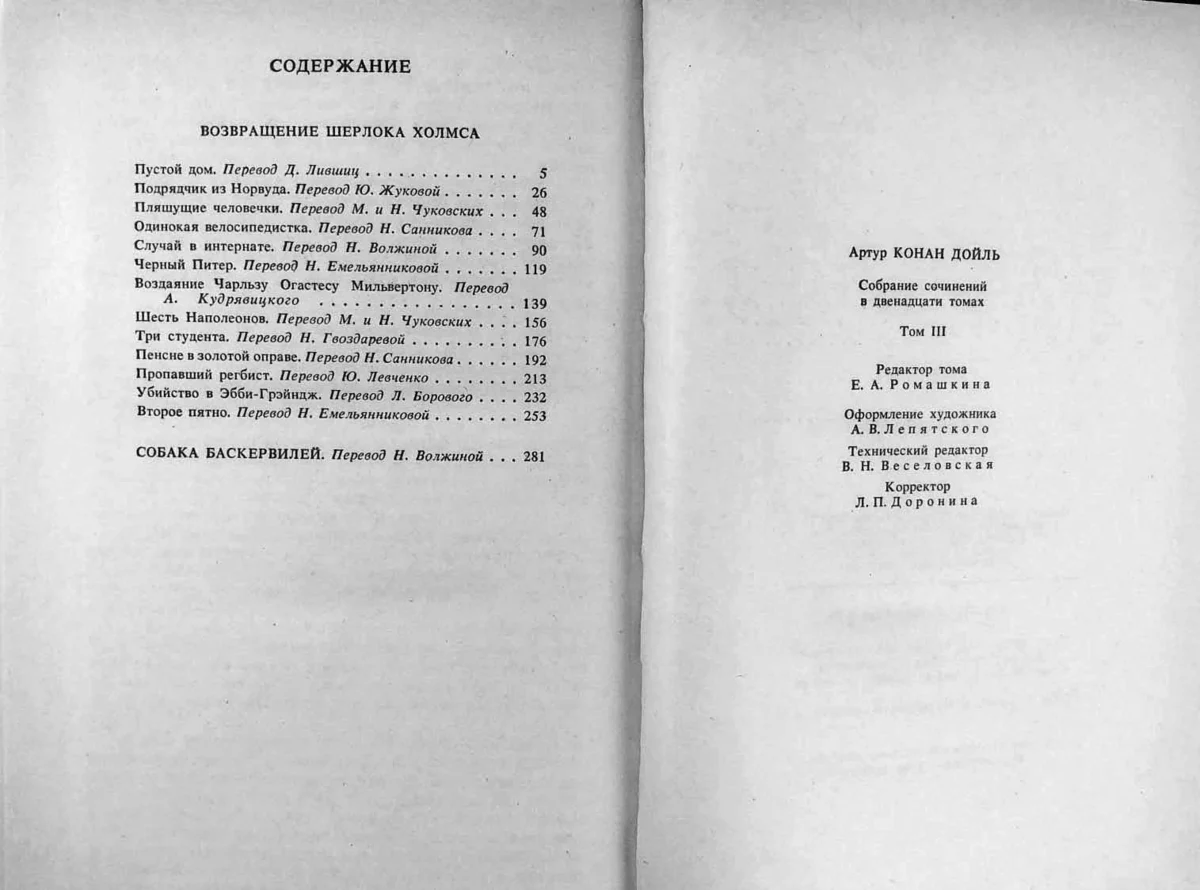 СОДЕРЖАНИЕ
ВОЗВРАЩЕНИЕ ШЕРЛОКА ХОЛМСА
Пустой дом. Перевод Д. Лившиц . . . . . . . . . . . . . . 5
Подрядчик из Норвуда. Перевод Ю. Жуковой . . . . . . . 26
Пляшущие человечки. Перевод М. и Н. Чуковских . . . 48
Одинокая велосипедистка. Перевод Н. Санникова . . . . 71
Случай в интернате. Перевод Н. Волжиной . . . . . . . 90
Черный Питер. Перевод Н. Емельянниковой . . . . . . . 119
Воздаяние Чарльзу Огастесу Мильвертону. Перевод
А. Кудрявицкого . . . . . . . . . . . . . . . . . 139
Шесть Наполеонов. Перевод М. и Н. Чуковских . . . . 156
Три студента. Перевод Н. Гвоздаревой . . . . . . . . . . 176
Пенсне в золотой оправе. Перевод Н. Санникова . . . . . . 192
Пропавший регбист. Перевод Ю. Левченко . . . . . . . . 213
Убийство в Эбби-Грэйндж. Перевод Л. Борового . . . . 232
Второе пятно. Перевод Н. Емельянниковой . . . . . . . . 253
СОБАКА БАСКЕРВИЛЕЙ. Перевод Н. Волжиной . . . 281
Артур КОНАН ДОЙЛЬ
Собрание сочинений
в двенадцати томах
Том III
Редактор тома
Е. А. Ромашкина
Оформление художника
А. В. Лепятского
Технический редактор
В. Н. Веселовская
Корректор
Л. П. Доронина